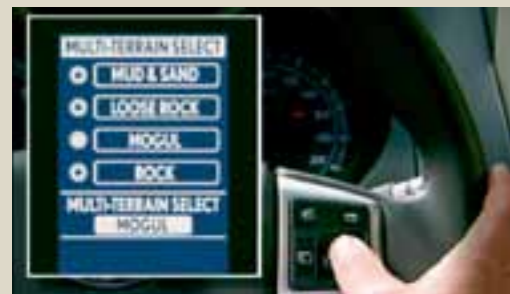 MULTI-TERRAIN SELECT
MUD & SAND
LOOSE ROCK
MOGUL
ROCK
MULTI-TERRAIN SELECT
MOGUL